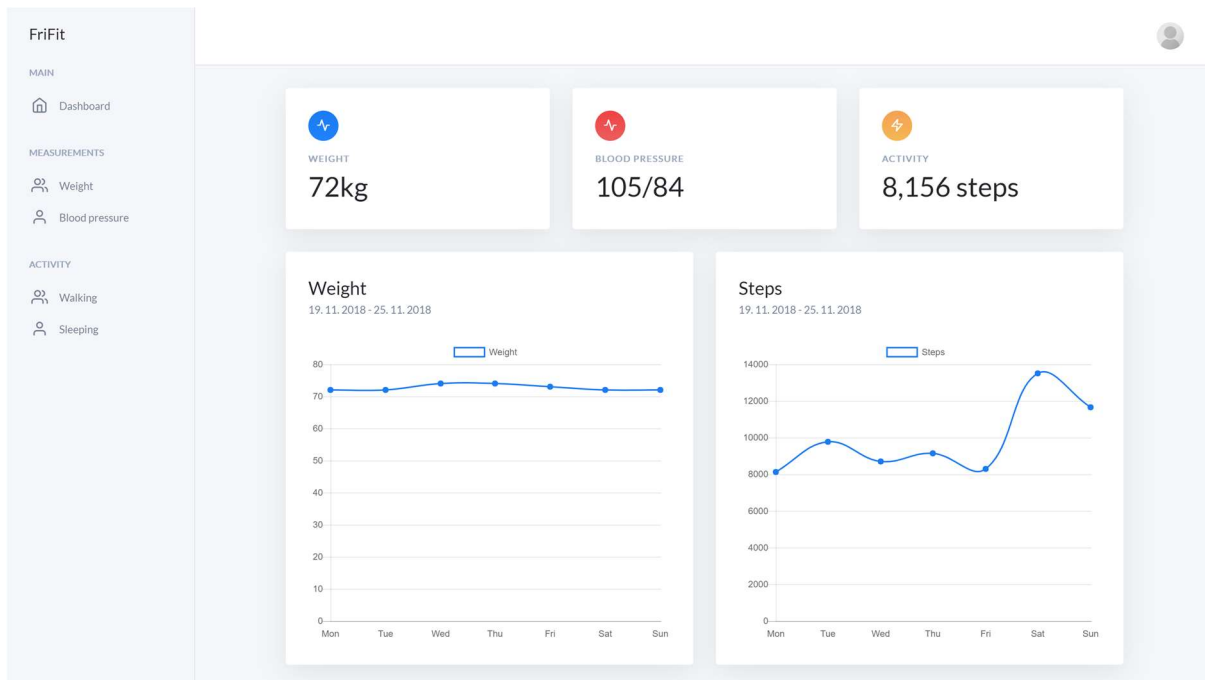 FriFit
MAIN
Dashboard
MEASUREMENTS
Weight
Blood pressure
ACTIVITY
Walking
Sleeping
WEIGHT
72kg
BLOOD PRESSURE
105/84
ACTIVITY
8,156 steps
Weight
19. 11. 2018 - 25. 11. 2018
Weight
80
70
60
50
40
30
20
10
0
Mon Tue Wed Thu Fri Sat Sun
Steps
19. 11. 2018 - 25. 11. 2018
Steps
14000
12000
10000
8000
6000
4000
2000
0
Mon Tue Wed Thu Fri Sat Sun